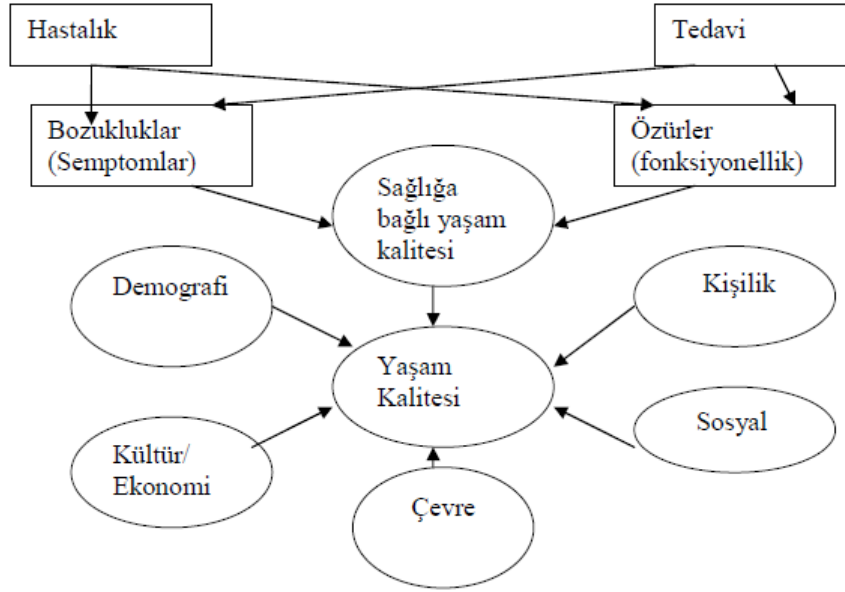 Hastalık
Tedavi
Bozukluklar
(Semptomlar)
Özürler
(fonksiyonellik)
Sağlığa
bağlı yaşam
kalitesi
Demografi
Kişilik
Yaşam
Kalitesi
Kültür/
Ekonomi
Sosyal
Çevre